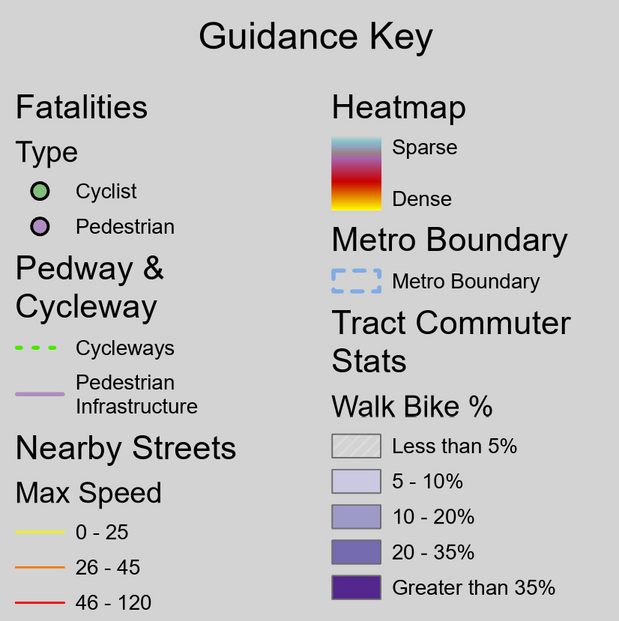 Guidance Key
Fatalities
Type
Cyclist
Pedestrian
Pedway &
Cycleway
Cycleways
Pedestrian
Infrastructure
Nearby Streets
Max Speed
0 - 25
26 - 45
46 - 120
Heatmap
Sparse
Dense
Metro Boundary
Metro Boundary
Tract Commuter
Stats
Walk Bike %
Less than 5%
5 - 10%
10 - 20%
20 - 35%
Greater than 35%